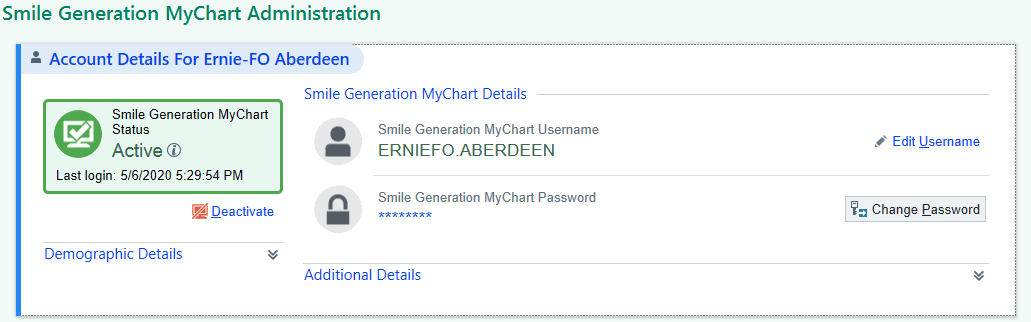 Smile Generation MyChart Administration
Account Details For Ernie-FO Aberdeen
Smile Generation MyChart
Status
Active
Last login: 5/6/2020 5:29:54 PM
Deactivate
Demographic Details
Smile Generation MyChart Details
Smile Generation MyChart Username
ERNIEFO.ABERDEEN
Edit Username
Smile Generation MyChart Password
********
Change Password
Additional Details